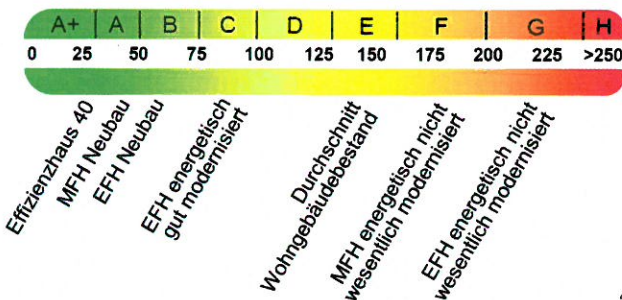 A+ A B C D E F G H
0 25 50 75 100 125 150 175 200 225 >250
Effizienzhaus 40
MFH Neubau
EFH Neubau
EFH energetisch
gut modernisiert
Durchschnitt
Wohngebäudebestand
MFH energetisch nicht
wesentlich modernisiert
EFH energetisch nicht
wesentlich modernisiert